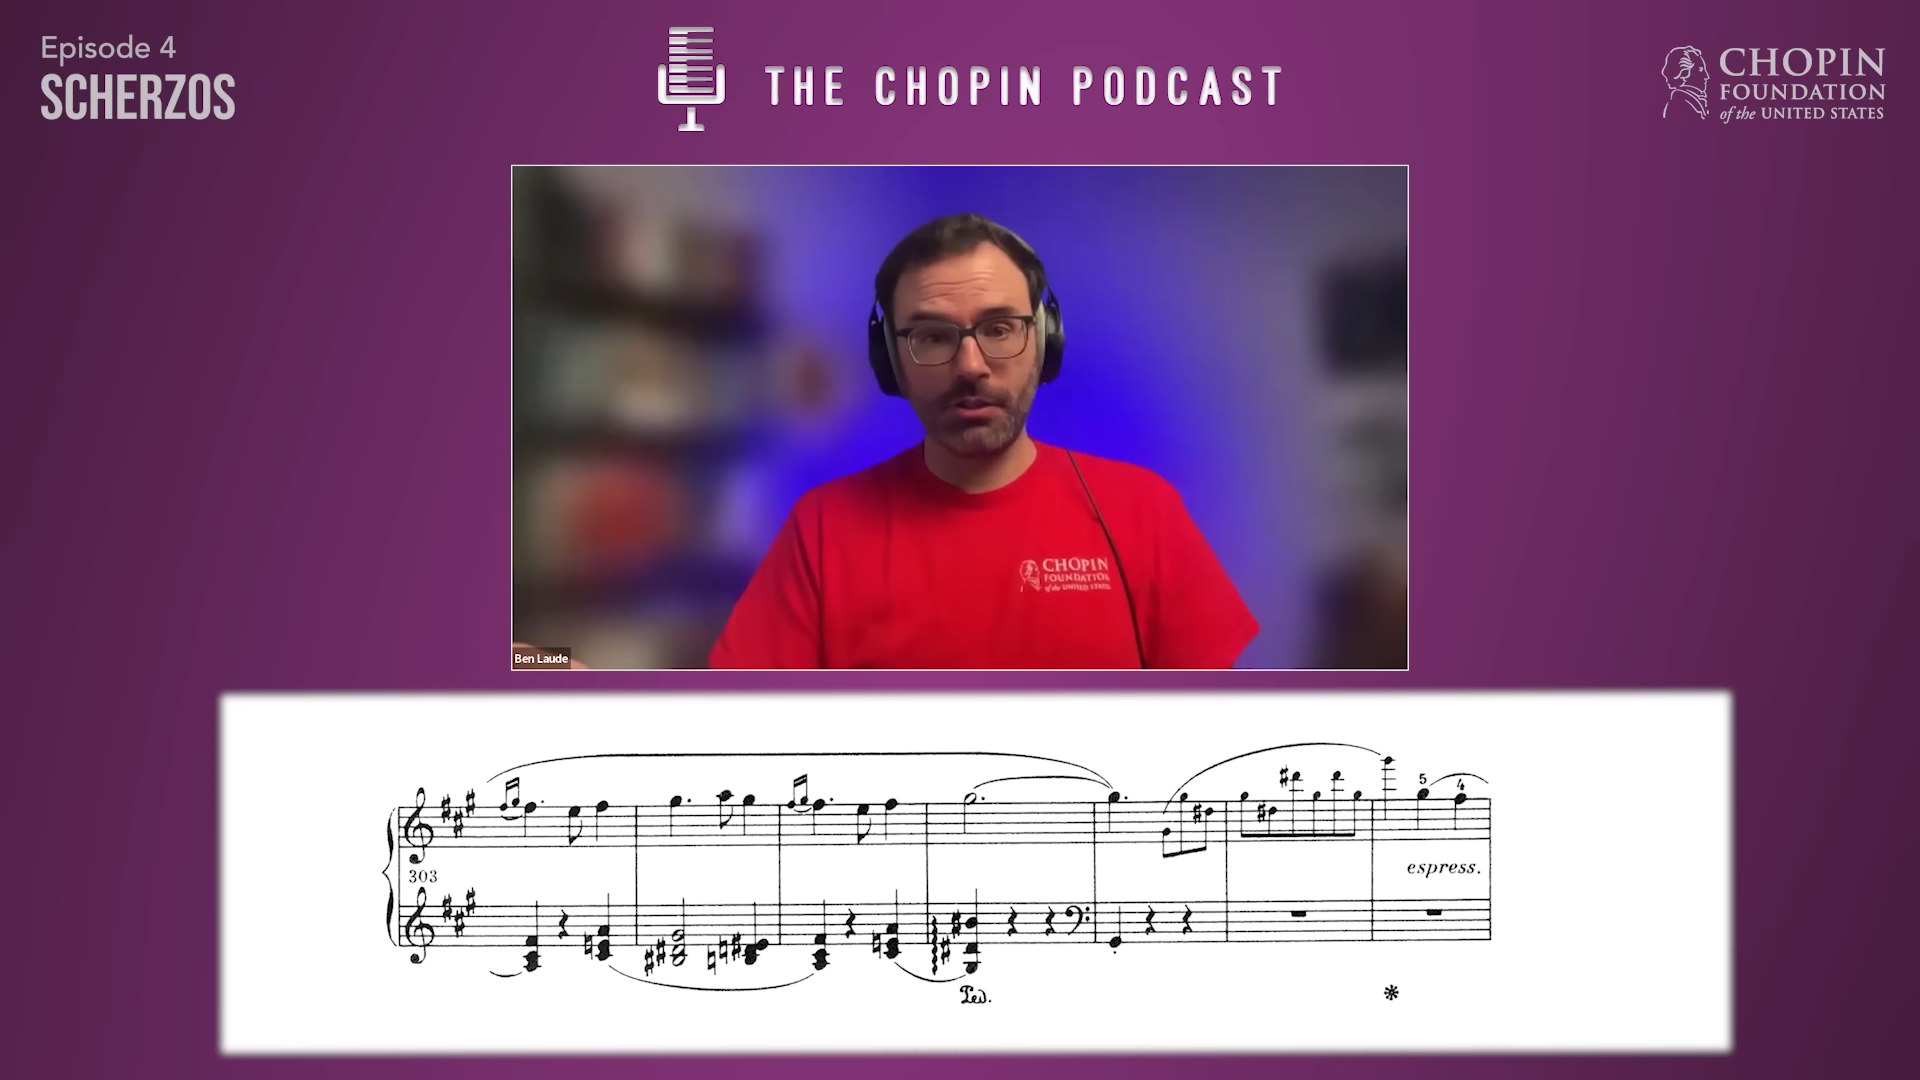 Episode 4
SCHERZOS
THE CHOPIN PODCAST
CHOPIN
FOUNDATION
of the UNITED STATES
CHOPIN
FOUNDATION
of the UNITED STATES
Ben Laude
5
4
303
espress.
Ped.